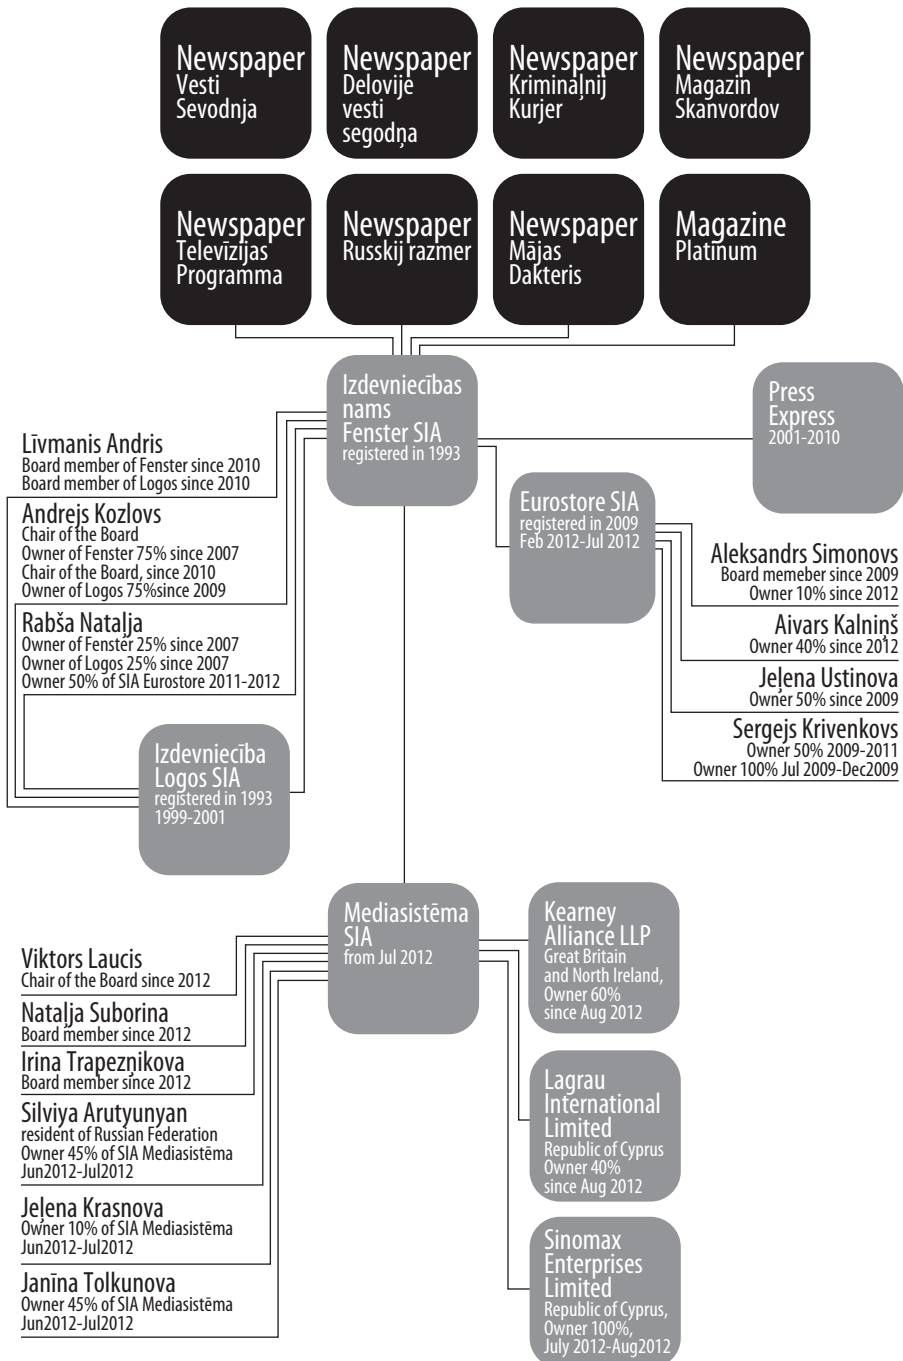 Newspaper
Vesti
Sevodnja
Newspaper
Delovije
vesti
segodņa
Newspaper
Krimināļnij
Kurjer
Newspaper
Magazin
Skanvordov
Newspaper
Televīzijas
Programma
Newspaper
Russkij razmer
Newspaper
Mājas
Dakteris
Magazine
Platinum
Izdevniecības
nams
Fenster SIA
registered in 1993
Press
Express
2001-2010
Līvmanis Andris
Board member of Fenster since 2010
Board member of Logos since 2010
Andrejs Kozlovs
Chair of the Board
Owner of Fenster 75% since 2007
Chair of the Board, since 2010
Owner of Logos 75%since 2009
Rabša Nataļja
Owner of Fenster 25% since 2007
Owner of Logos 25% since 2007
Owner 50% of SIA Eurostore 2011-2012
Eurostore SIA
registered in 2009
Feb 2012-Jul 2012
Aleksandrs Simonovs
Board memeber since 2009
Owner 10% since 2012
Aivars Kalniņš
Owner 40% since 2012
Jeļena Ustinova
Owner 50% since 2009
Sergejs Krivenkovs
Owner 50% 2009-2011
Owner 100% Jul 2009-Dec2009
Izdevniecība
Logos SIA
registered in 1993
1999-2001
Mediasistēma
SIA
from Jul 2012
Viktors Laucis
Chair of the Board since 2012
Nataļja Suborina
Board member since 2012
Irina Trapezņikova
Board member since 2012
Silviya Arutyunyan
resident of Russian Federation
Owner 45% of SIA Mediasistēma
Jun2012-Jul2012
Jeļena Krasnova
Owner 10% of SIA Mediasistēma
Jun2012-Jul2012
Janīna Tolkunova
Owner 45% of SIA Mediasistēma
Jun2012-Jul2012
Kearney
Alliance LLP
Great Britain
and North Ireland,
Owner 60%
since Aug 2012
Lagrau
International
Limited
Republic of Cyprus
Owner 40%
since Aug 2012
Sinomax
Enterprises
Limited
Republic of Cyprus,
Owner 100%,
July 2012-Aug2012